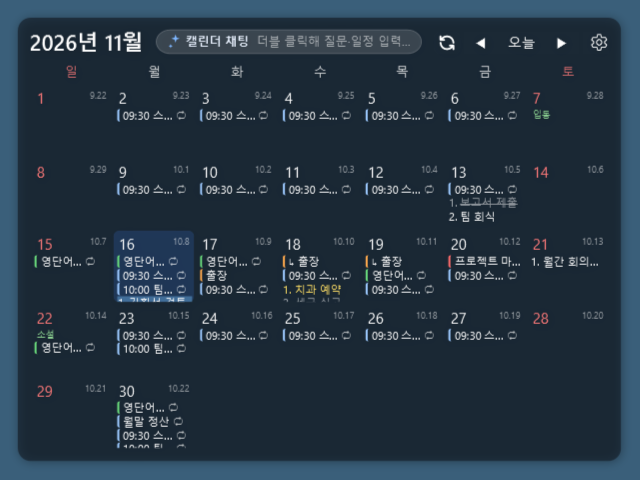 2026년 11월 캘린더 채팅 더블 클릭해 질문·일정 입력... 오늘
일 월 화 수 목 금 토
1 9.22 2 9.23 3 9.24 4 9.25 5 9.26 6 9.27 7 9.28
09:30 스... 09:30 스... 09:30 스... 09:30 스... 09:30 스... 입동
8 9.29 9 10.1 10 10.2 11 10.3 12 10.4 13 10.5 14 10.6
09:30 스... 09:30 스... 09:30 스... 09:30 스... 09:30 스...
1. 보고서 제출
2. 팀 회식
15 10.7 16 10.8 17 10.9 18 10.10 19 10.11 20 10.12 21 10.13
영단어... 영단어... 영단어... ↳ 출장 ↳ 출장 프로젝트 마... 1. 월간 회의...
09:30 스... 출장 09:30 스... 영단어... 09:30 스...
10:00 팀... 09:30 스... 1. 치과 예약 09:30 스...
22 10.14 23 10.15 24 10.16 25 10.17 26 10.18 27 10.19 28 10.20
소설 09:30 스... 09:30 스... 09:30 스... 09:30 스... 09:30 스...
영단어... 10:00 팀...
29 10.21 30 10.22
영단어...
월말 정산
09:30 스...
10:00 팀...